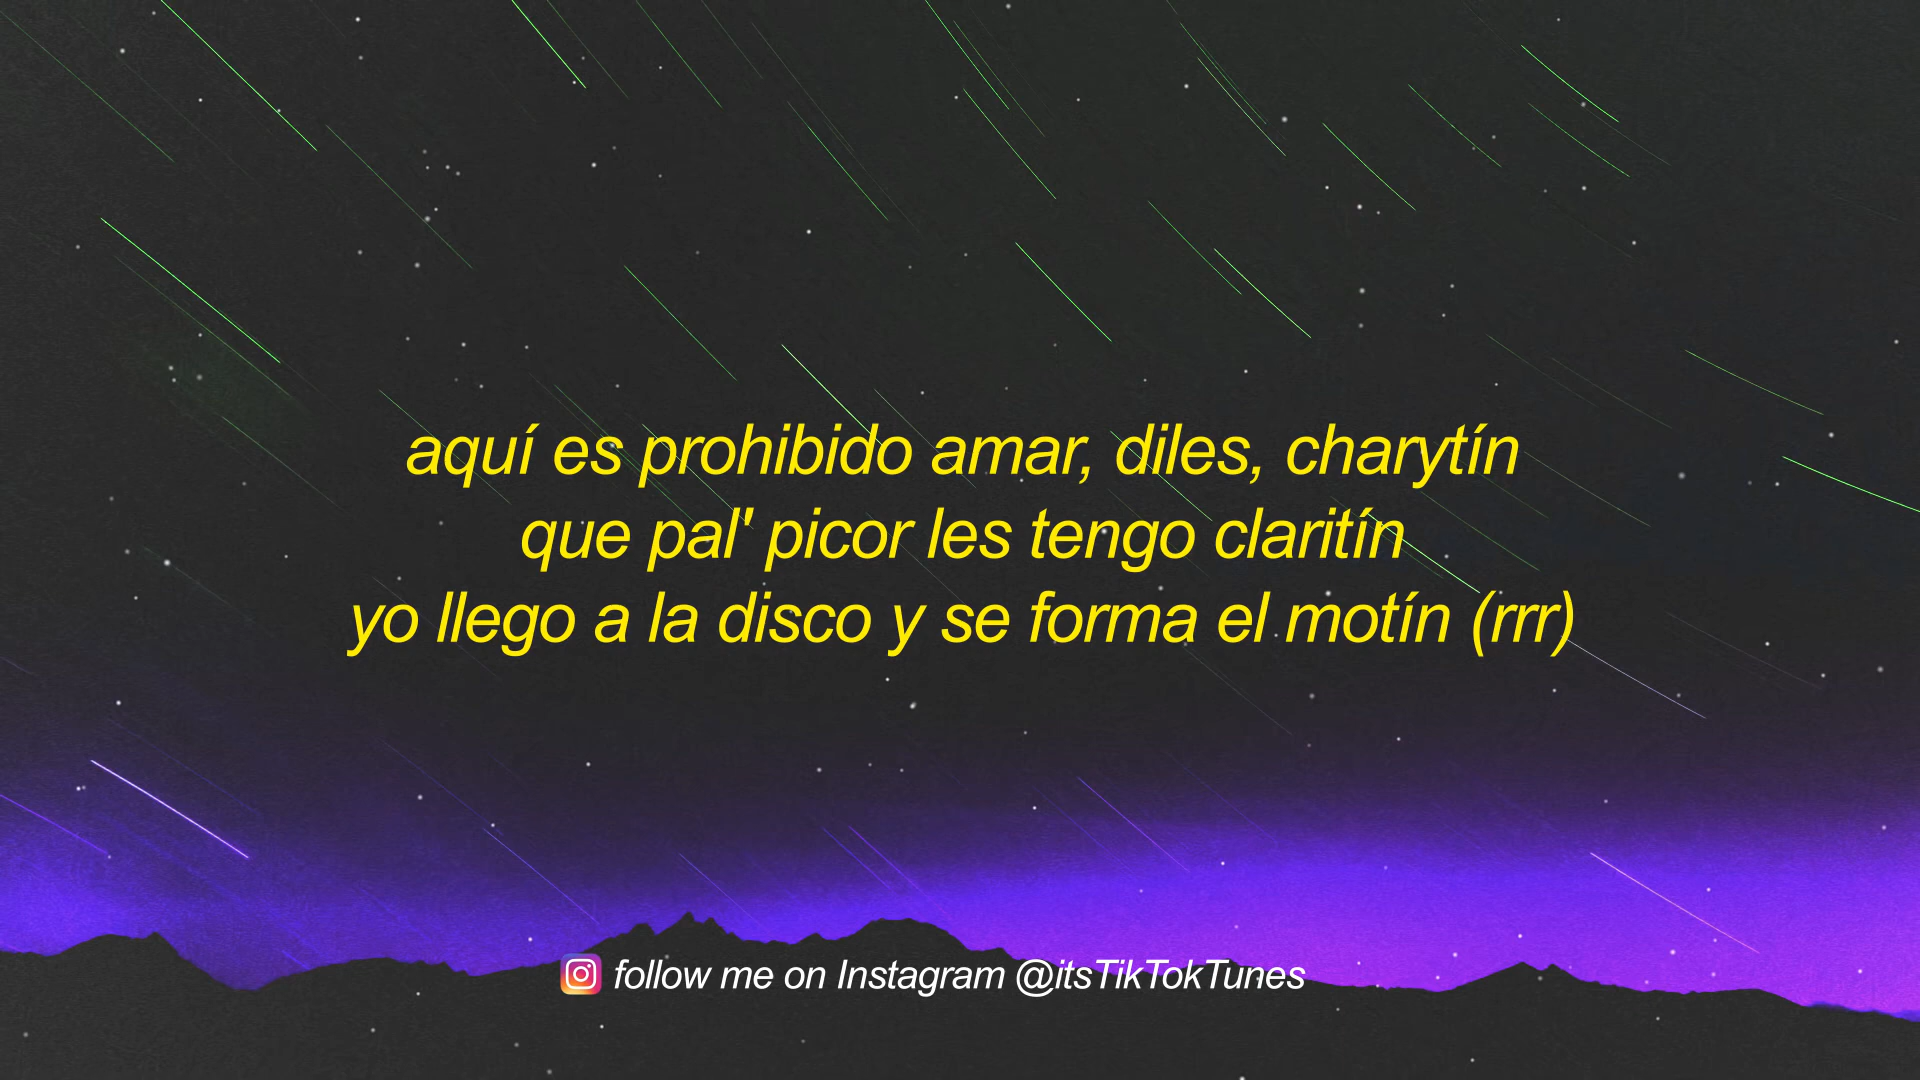 aquí es prohibido amar, diles, charytín
que pal' picor les tengo claritín
yo llego a la disco y se forma el motín (rrr)
follow me on Instagram @itsTikTokTunes